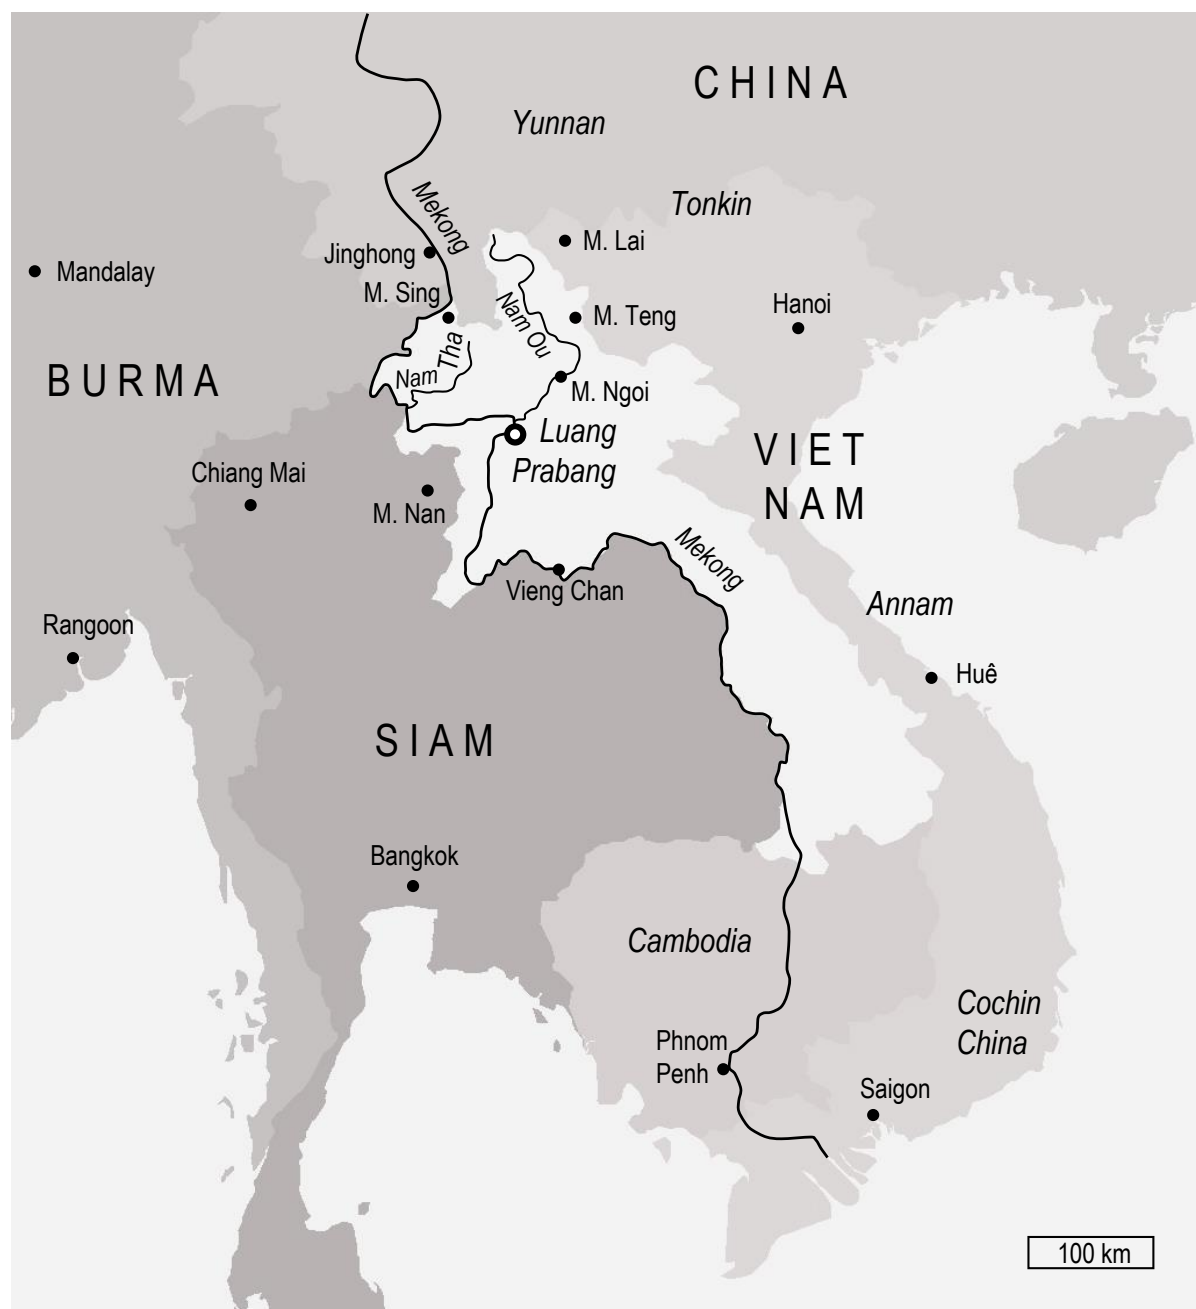 CHINA
Yunnan
Tonkin
Mekong
M. Lai
Jinghong
Mandalay
M. Sing
Nam Ou
Hanoi
M. Teng
Nam Tha
BURMA
M. Ngoi
Luang
Prabang
VIET
NAM
Chiang Mai
M. Nan
Mekong
Vieng Chan
Annam
Rangoon
Huê
SIAM
Bangkok
Cambodia
Cochin
China
Phnom
Penh
Saigon
100 km